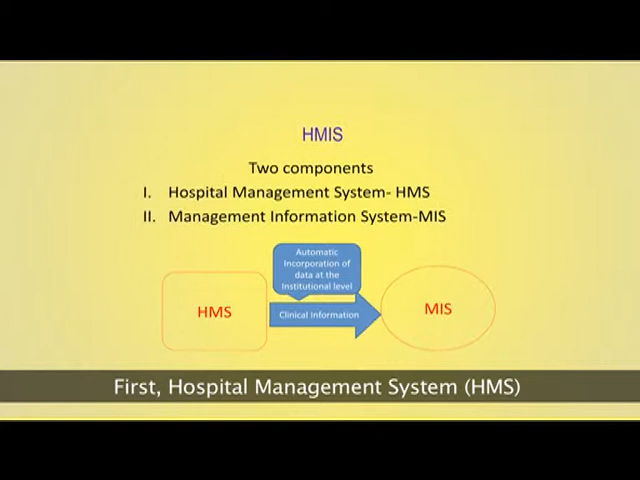 HMIS
Two components
I. Hospital Management System- HMS
II. Management Information System-MIS
Automatic
Incorporation of
data at the
Institutional level
HMS
Clinical Information
MIS
First, Hospital Management System (HMS)